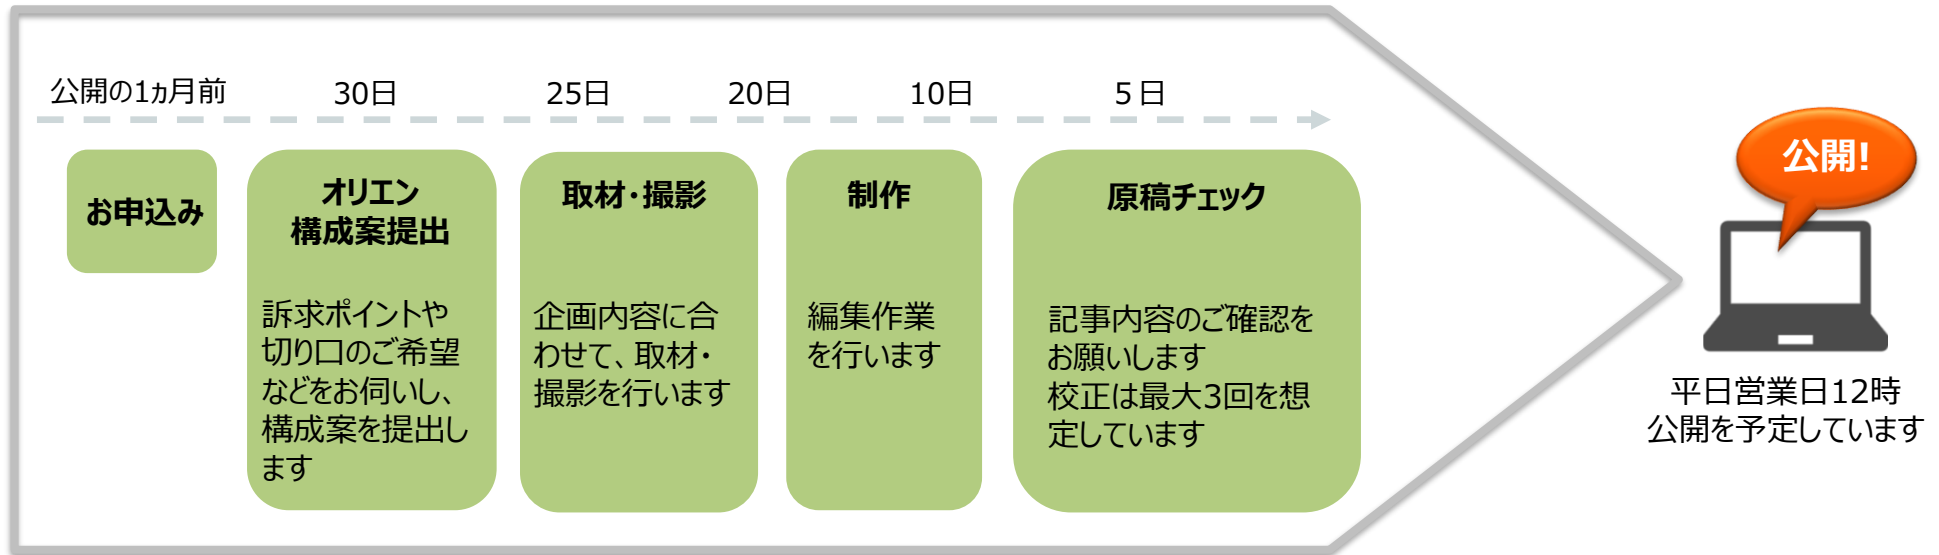 公開の1ヵ月前
30日
25日
20日
10日
５日
お申込み
オリエン
構成案提出
訴求ポイントや
切り口のご希望
などをお伺いし、
構成案を提出し
ます
取材・撮影
企画内容に合
わせて、取材・
撮影を行います
制作
編集作業
を行います
原稿チェック
記事内容のご確認を
お願いします
校正は最大3回を想
定しています
公開!
平日営業日12時
公開を予定しています